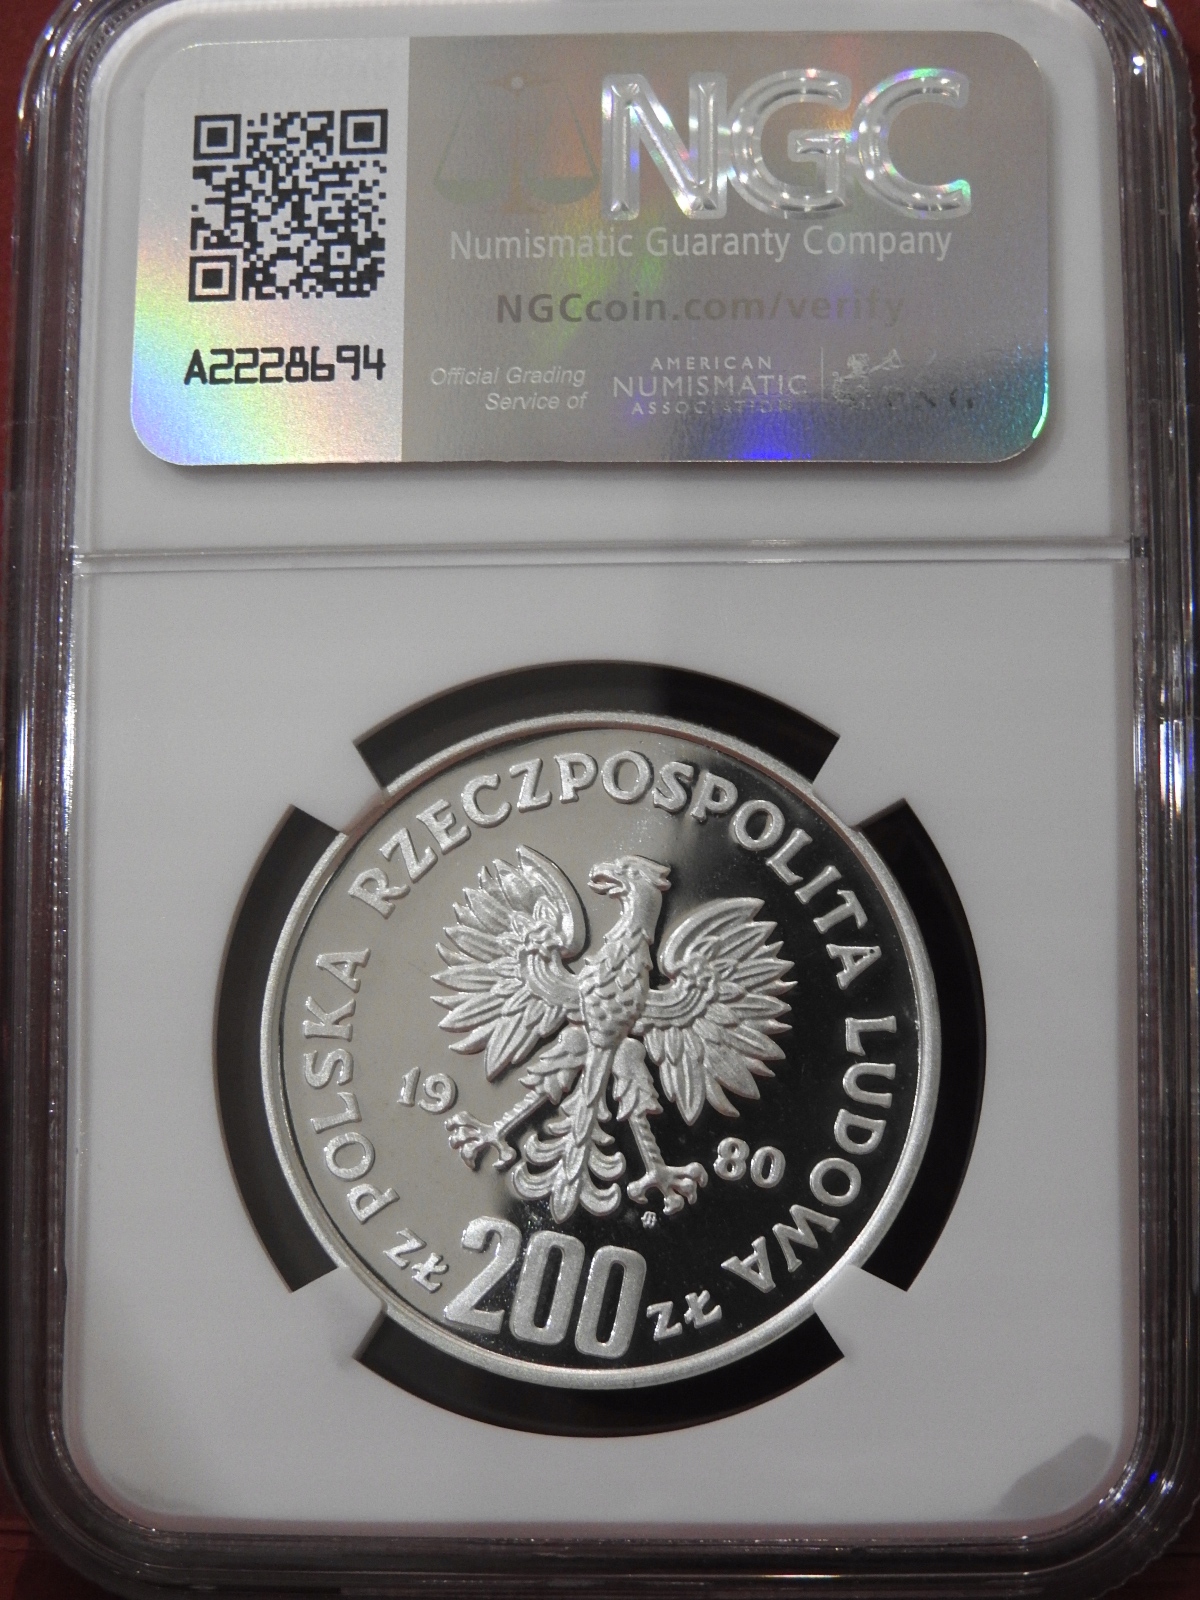 NGC
Numismatic Guaranty Company
NGCcoin.com/verify
A2228694
Official Grading
Service of
AMERICAN
NUMISMATIC
ASSOCIATION
POLSKA RZECZPOSPOLITA LUDOWA
19 80
ZŁ 200 ZŁ